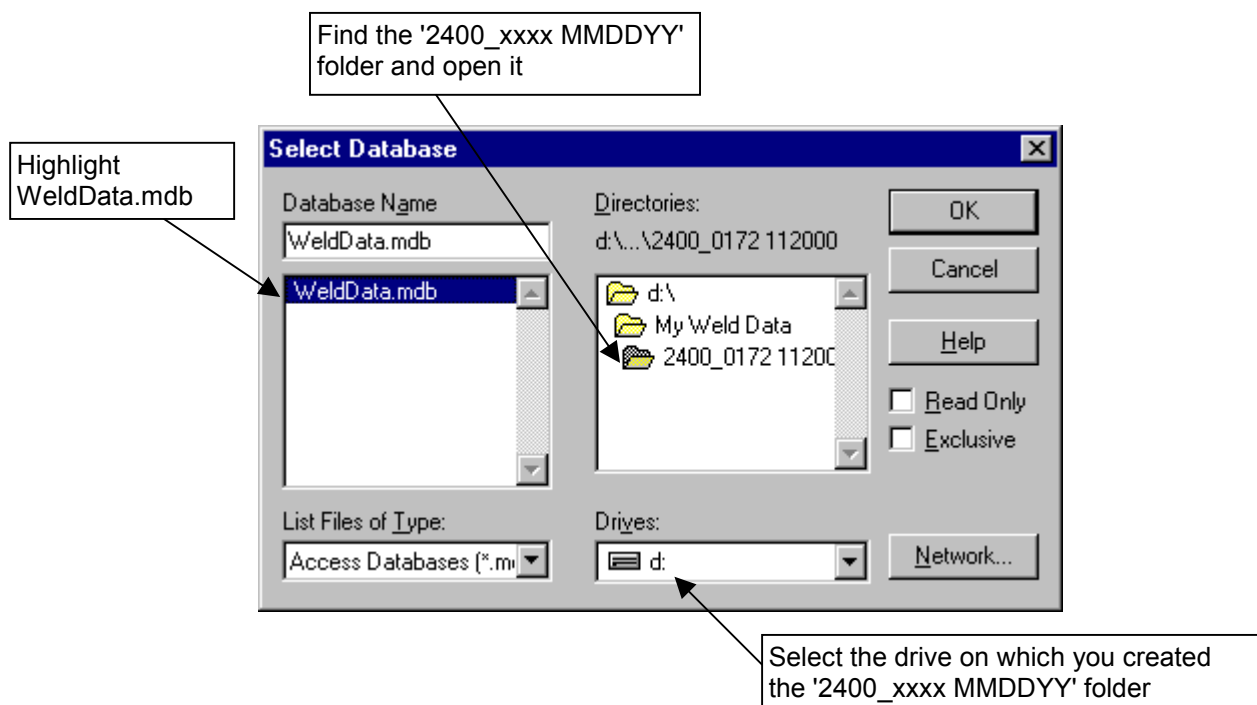 Find the '2400_xxxx MMDDYY'
folder and open it
Highlight
WeldData.mdb
Select Database
Database Name
WeldData.mdb
WeldData.mdb
List Files of Type:
Access Databases (*.m
Directories:
d:\...\2400_0172 112000
d:\
My Weld Data
2400_0172 11200
Drives:
d:
OK
Cancel
Help
Read Only
Exclusive
Network...
Select the drive on which you created
the '2400_xxxx MMDDYY' folder